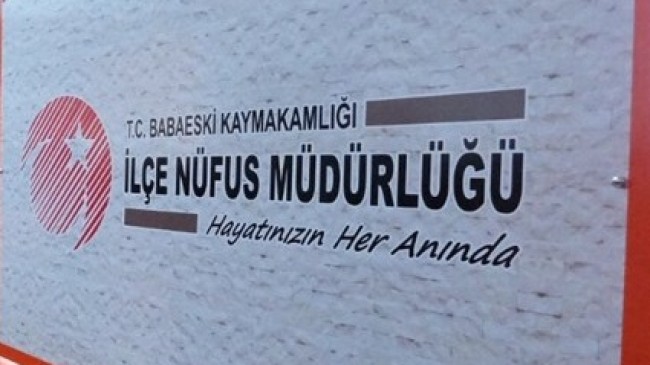 T.C. BABAESKİ KAYMAKAMLIĞI
İLÇE NÜFUS MÜDÜRLÜĞÜ
Hayatınızın Her Anında